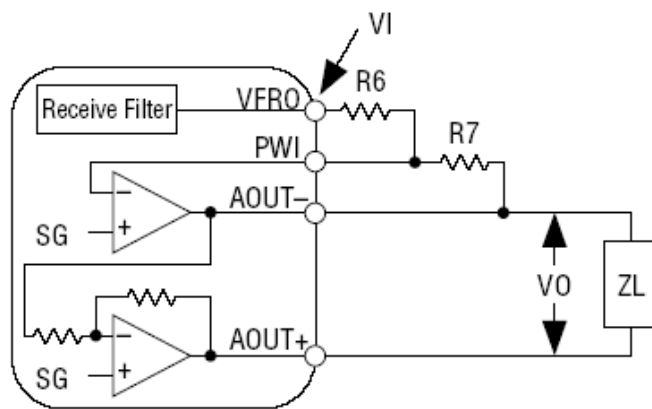 VI
R6
Receive Filter
VFRO
R7
PWI
AOUT–
SG
VO
ZL
AOUT+
SG